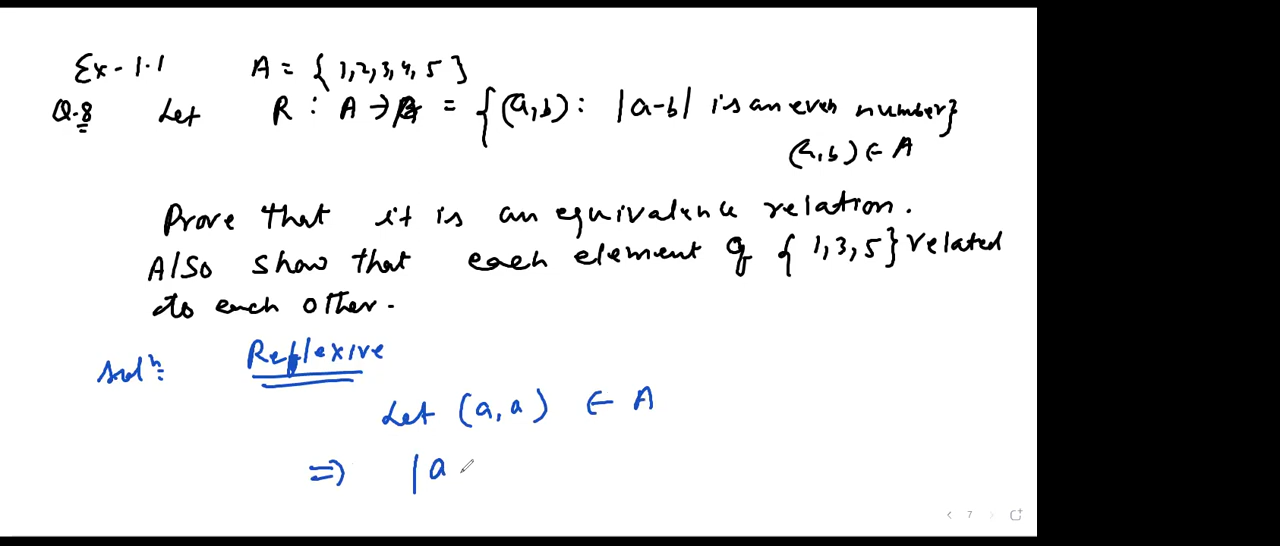 Ex-1.1 A = { 1,2,3,4,5 }
Q.8 Let R : A → A = { (a,b) : |a-b| is an even number}
(a,b) ∈ A
Prove that it is an equivalence relation.
Also show that each element of { 1,3,5 } related
to each other.
Solⁿ: Reflexive
Let (a,a) ∈ A
⇒ |a
< 7 >